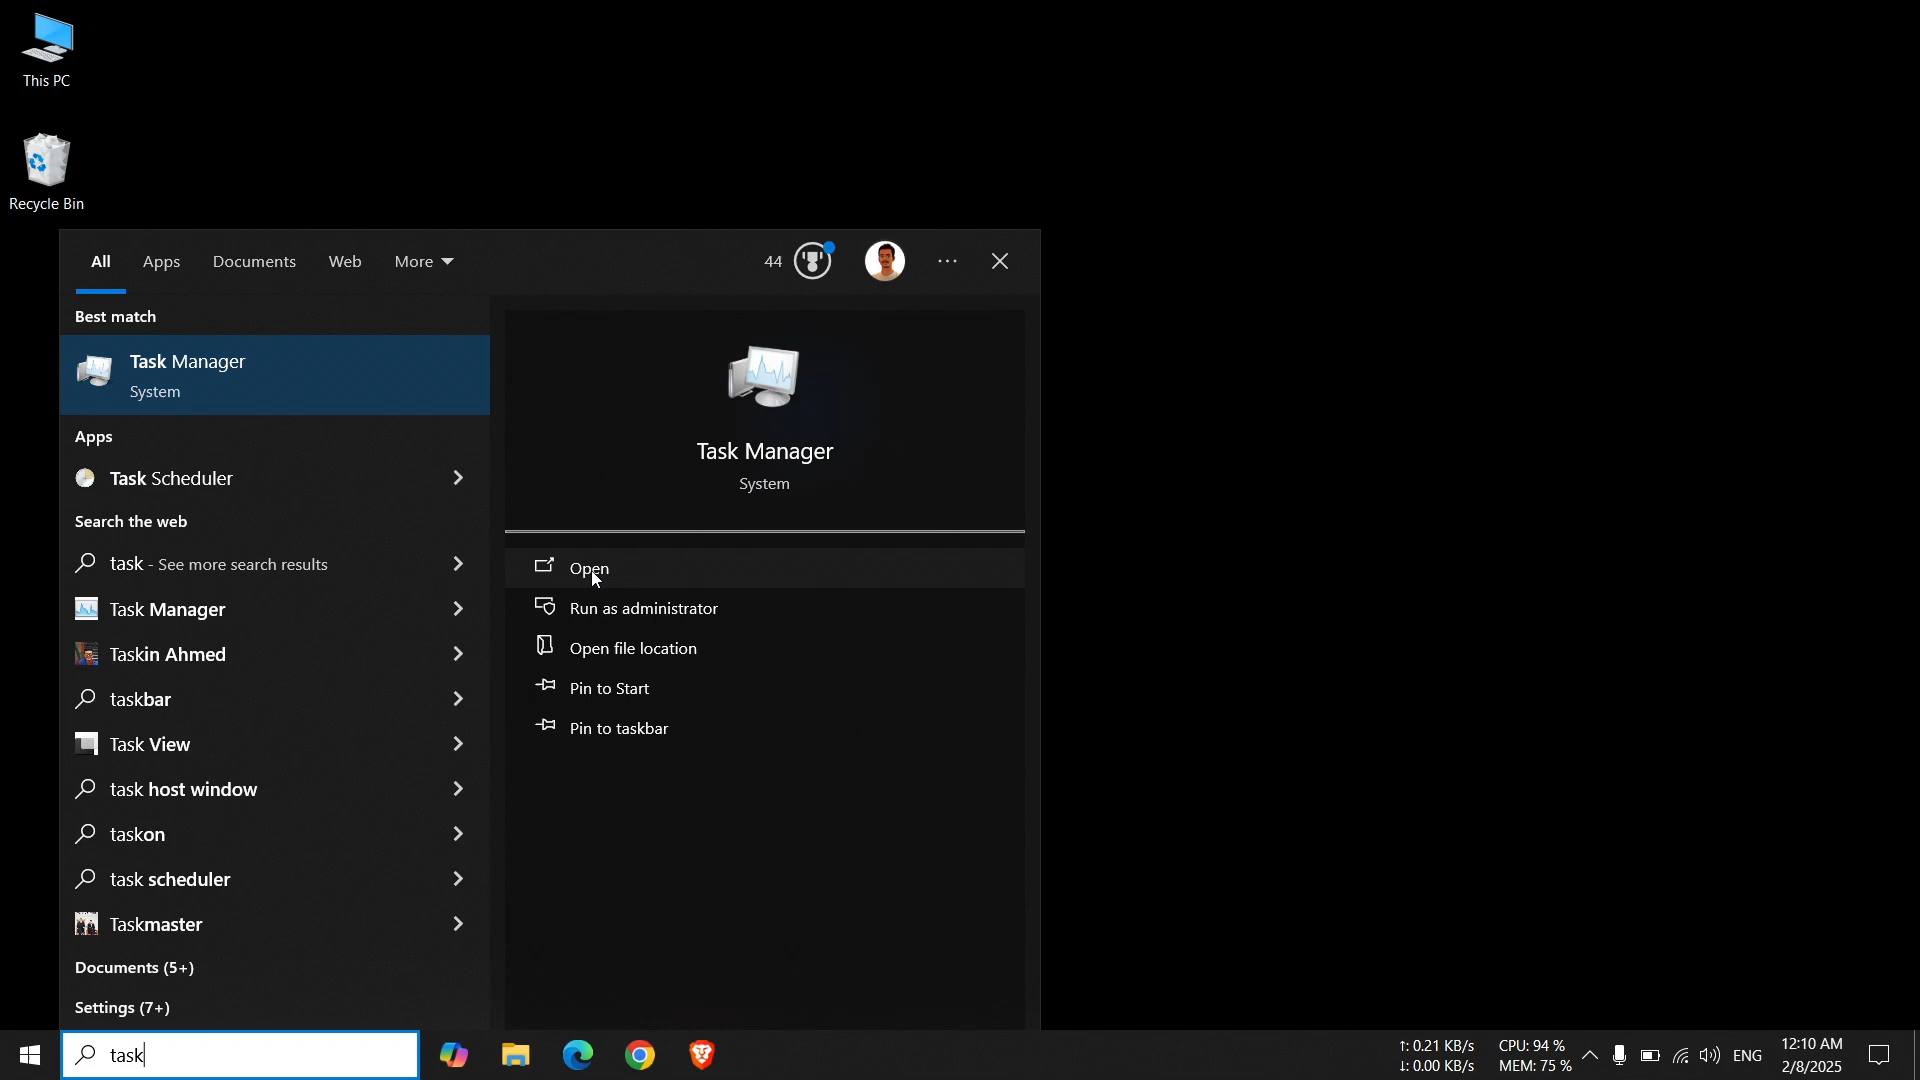 This PC
Recycle Bin
All Apps Documents Web More 44 ...
Best match
Task Manager
System
Apps
Task Scheduler
Search the web
task - See more search results
Task Manager
Taskin Ahmed
taskbar
Task View
task host window
taskon
task scheduler
Taskmaster
Documents (5+)
Settings (7+)
Task Manager
System
Open
Run as administrator
Open file location
Pin to Start
Pin to taskbar
task
↑: 0.21 KB/s CPU: 94 %
↓: 0.00 KB/s MEM: 75 %
ENG
12:10 AM
2/8/2025